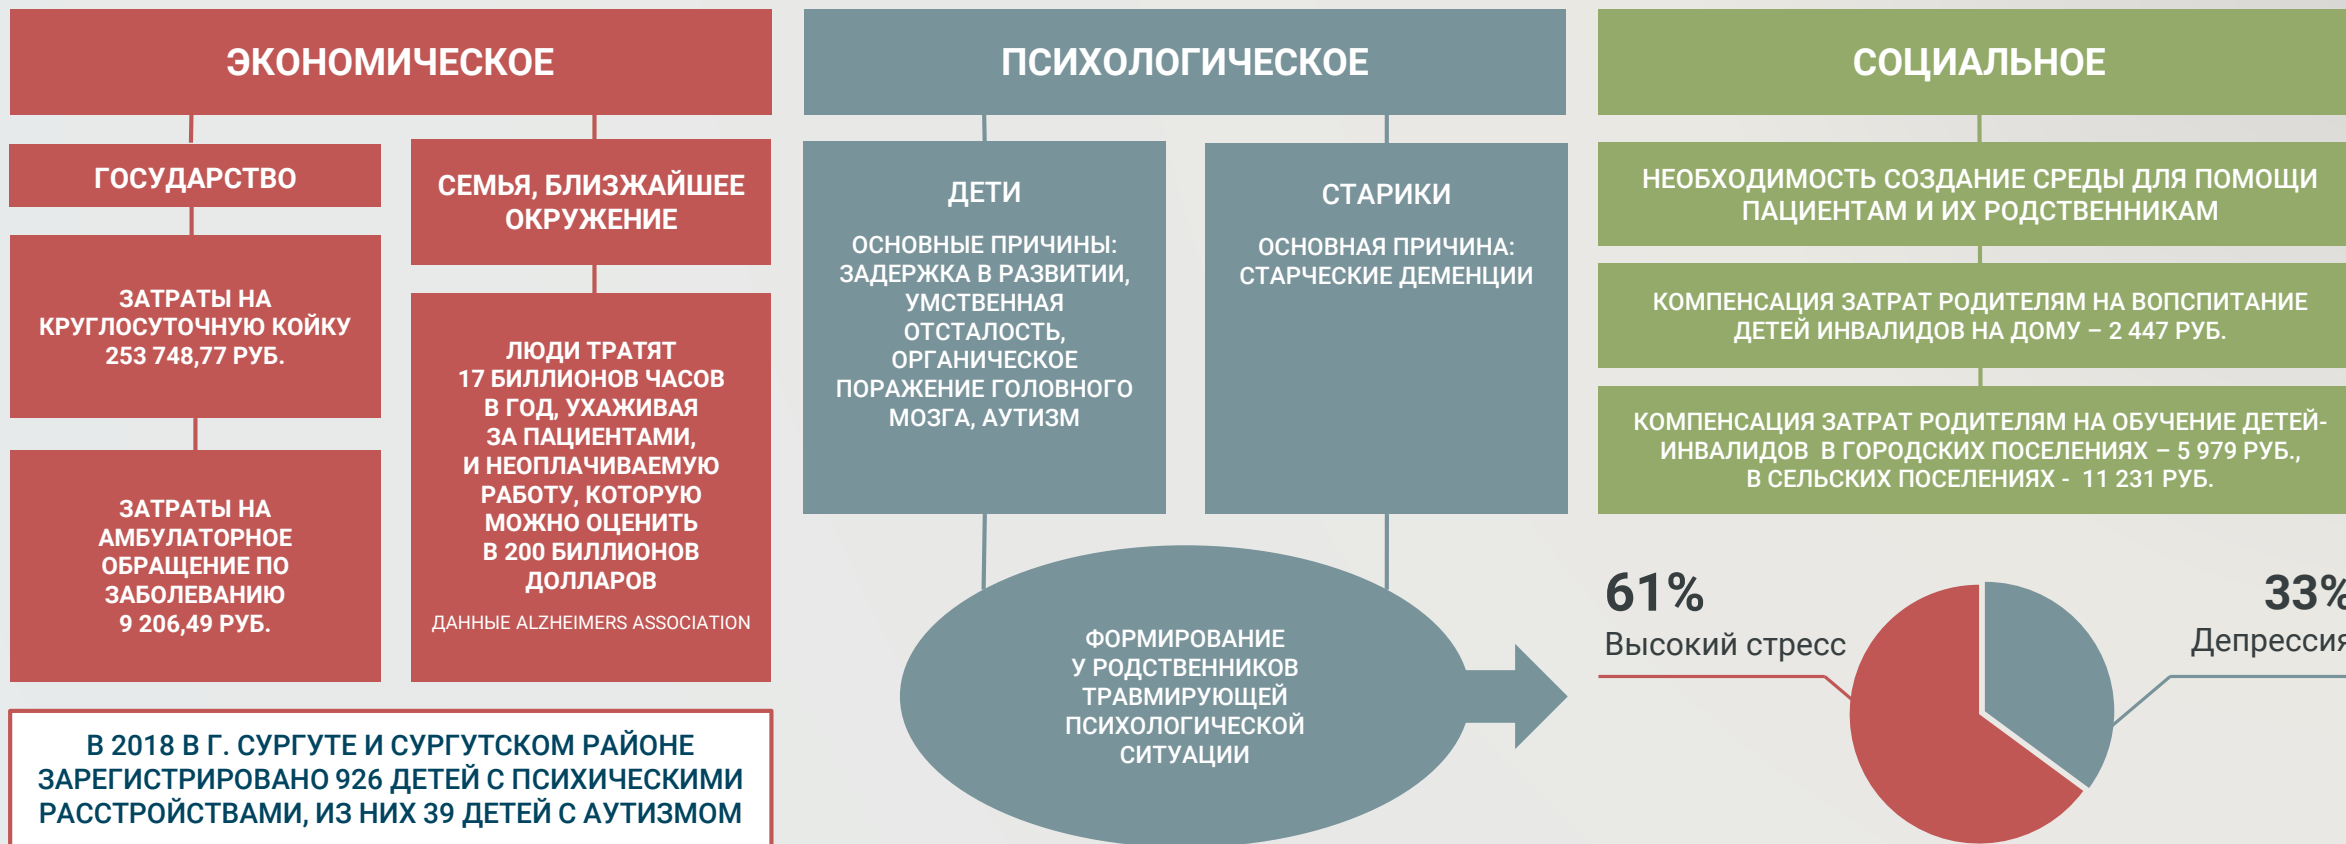 ЭКОНОМИЧЕСКОЕ
ГОСУДАРСТВО
ЗАТРАТЫ НА
КРУГЛОСУТОЧНУЮ КОЙКУ
253 748,77 РУБ.
ЗАТРАТЫ НА
АМБУЛАТОРНОЕ
ОБРАЩЕНИЕ ПО
ЗАБОЛЕВАНИЮ
9 206,49 РУБ.
СЕМЬЯ, БЛИЗЖАЙШЕЕ
ОКРУЖЕНИЕ
ЛЮДИ ТРАТЯТ
17 БИЛЛИОНОВ ЧАСОВ
В ГОД, УХАЖИВАЯ
ЗА ПАЦИЕНТАМИ,
И НЕОПЛАЧИВАЕМУЮ
РАБОТУ, КОТОРУЮ
МОЖНО ОЦЕНИТЬ
В 200 БИЛЛИОНОВ
ДОЛЛАРОВ
ДАННЫЕ ALZHEIMERS ASSOCIATION
В 2018 В Г. СУРГУТЕ И СУРГУТСКОМ РАЙОНЕ
ЗАРЕГИСТРИРОВАНО 926 ДЕТЕЙ С ПСИХИЧЕСКИМИ
РАССТРОЙСТВАМИ, ИЗ НИХ 39 ДЕТЕЙ С АУТИЗМОМ
ПСИХОЛОГИЧЕСКОЕ
ДЕТИ
ОСНОВНЫЕ ПРИЧИНЫ:
ЗАДЕРЖКА В РАЗВИТИИ,
УМСТВЕННАЯ
ОТСТАЛОСТЬ,
ОРГАНИЧЕСКОЕ
ПОРАЖЕНИЕ ГОЛОВНОГО
МОЗГА, АУТИЗМ
СТАРИКИ
ОСНОВНАЯ ПРИЧИНА:
СТАРЧЕСКИЕ ДЕМЕНЦИИ
ФОРМИРОВАНИЕ
У РОДСТВЕННИКОВ
ТРАВМИРУЮЩЕЙ
ПСИХОЛОГИЧЕСКОЙ
СИТУАЦИИ
СОЦИАЛЬНОЕ
НЕОБХОДИМОСТЬ СОЗДАНИЕ СРЕДЫ ДЛЯ ПОМОЩИ
ПАЦИЕНТАМ И ИХ РОДСТВЕННИКАМ
КОМПЕНСАЦИЯ ЗАТРАТ РОДИТЕЛЯМ НА ВОПСПИТАНИЕ
ДЕТЕЙ ИНВАЛИДОВ НА ДОМУ – 2 447 РУБ.
КОМПЕНСАЦИЯ ЗАТРАТ РОДИТЕЛЯМ НА ОБУЧЕНИЕ ДЕТЕЙ-
ИНВАЛИДОВ В ГОРОДСКИХ ПОСЕЛЕНИЯХ – 5 979 РУБ.,
В СЕЛЬСКИХ ПОСЕЛЕНИЯХ - 11 231 РУБ.
61%
Высокий стресс
33%
Депрессия